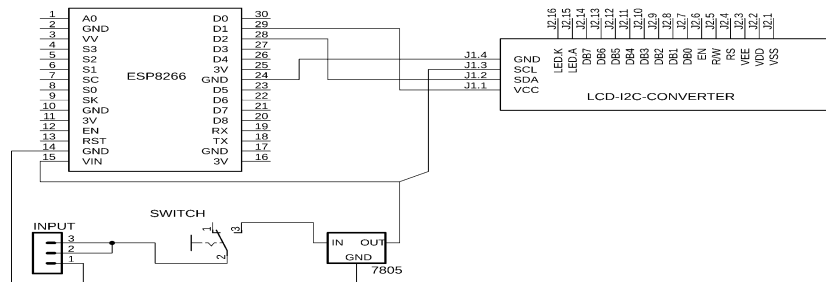 1 A0 D0 30
2 GND D1 29
3 VV D2 28
4 S3 D3 27
5 S2 D4 26
6 S1 3V 25
7 SC GND 24
8 S0 D5 23
9 SK D6 22
10 GND D7 21
11 3V D8 20
12 EN RX 19
13 RST TX 18
14 GND GND 17
15 VIN 3V 16
ESP8266
J2.16 J2.15 J2.14 J2.13 J2.12 J2.11 J2.10 J2.9 J2.8 J2.7 J2.6 J2.5 J2.4 J2.3 J2.2 J2.1
LED.K LED.A DB7 DB6 DB5 DB4 DB3 DB2 DB1 DB0 EN R/W RS VEE VDD VSS
J1.4 GND
J1.3 SCL
J1.2 SDA
J1.1 VCC
LCD-I2C-CONVERTER
SWITCH
1 3
2
INPUT
3
2
1
IN OUT
GND
7805